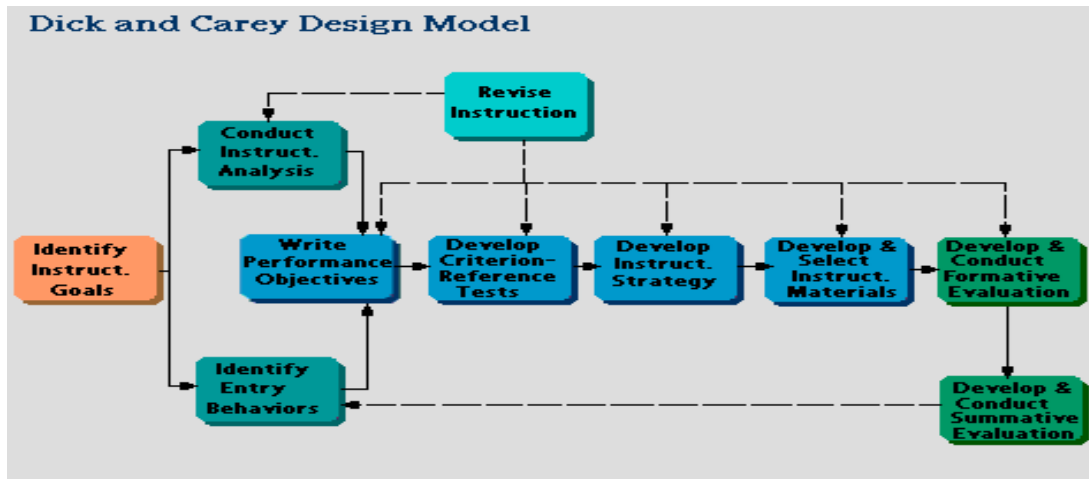 Dick and Carey Design Model
Revise
Instruction
Conduct
Instruct.
Analysis
Identify
Instruct.
Goals
Write
Performance
Objectives
Develop
Criterion-
Reference
Tests
Develop
Instruct.
Strategy
Develop &
Select
Instruct.
Materials
Develop &
Conduct
Formative
Evaluation
Identify
Entry
Behaviors
Develop &
Conduct
Summative
Evaluation